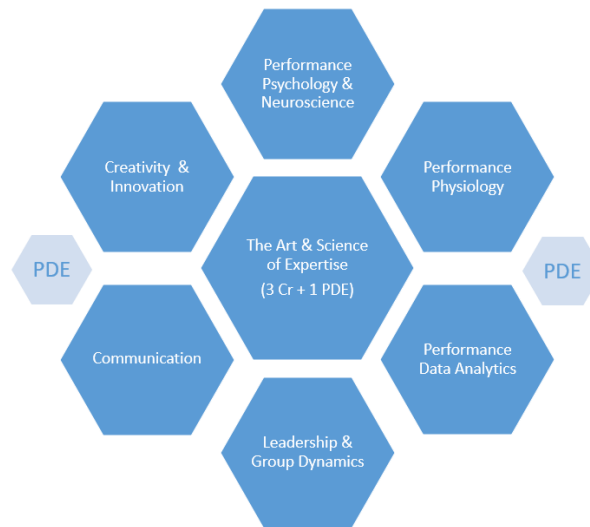 Performance
Psychology &
Neuroscience
Creativity &
Innovation
Performance
Physiology
The Art & Science
of Expertise
(3 Cr + 1 PDE)
PDE
PDE
Communication
Performance
Data Analytics
Leadership &
Group Dynamics